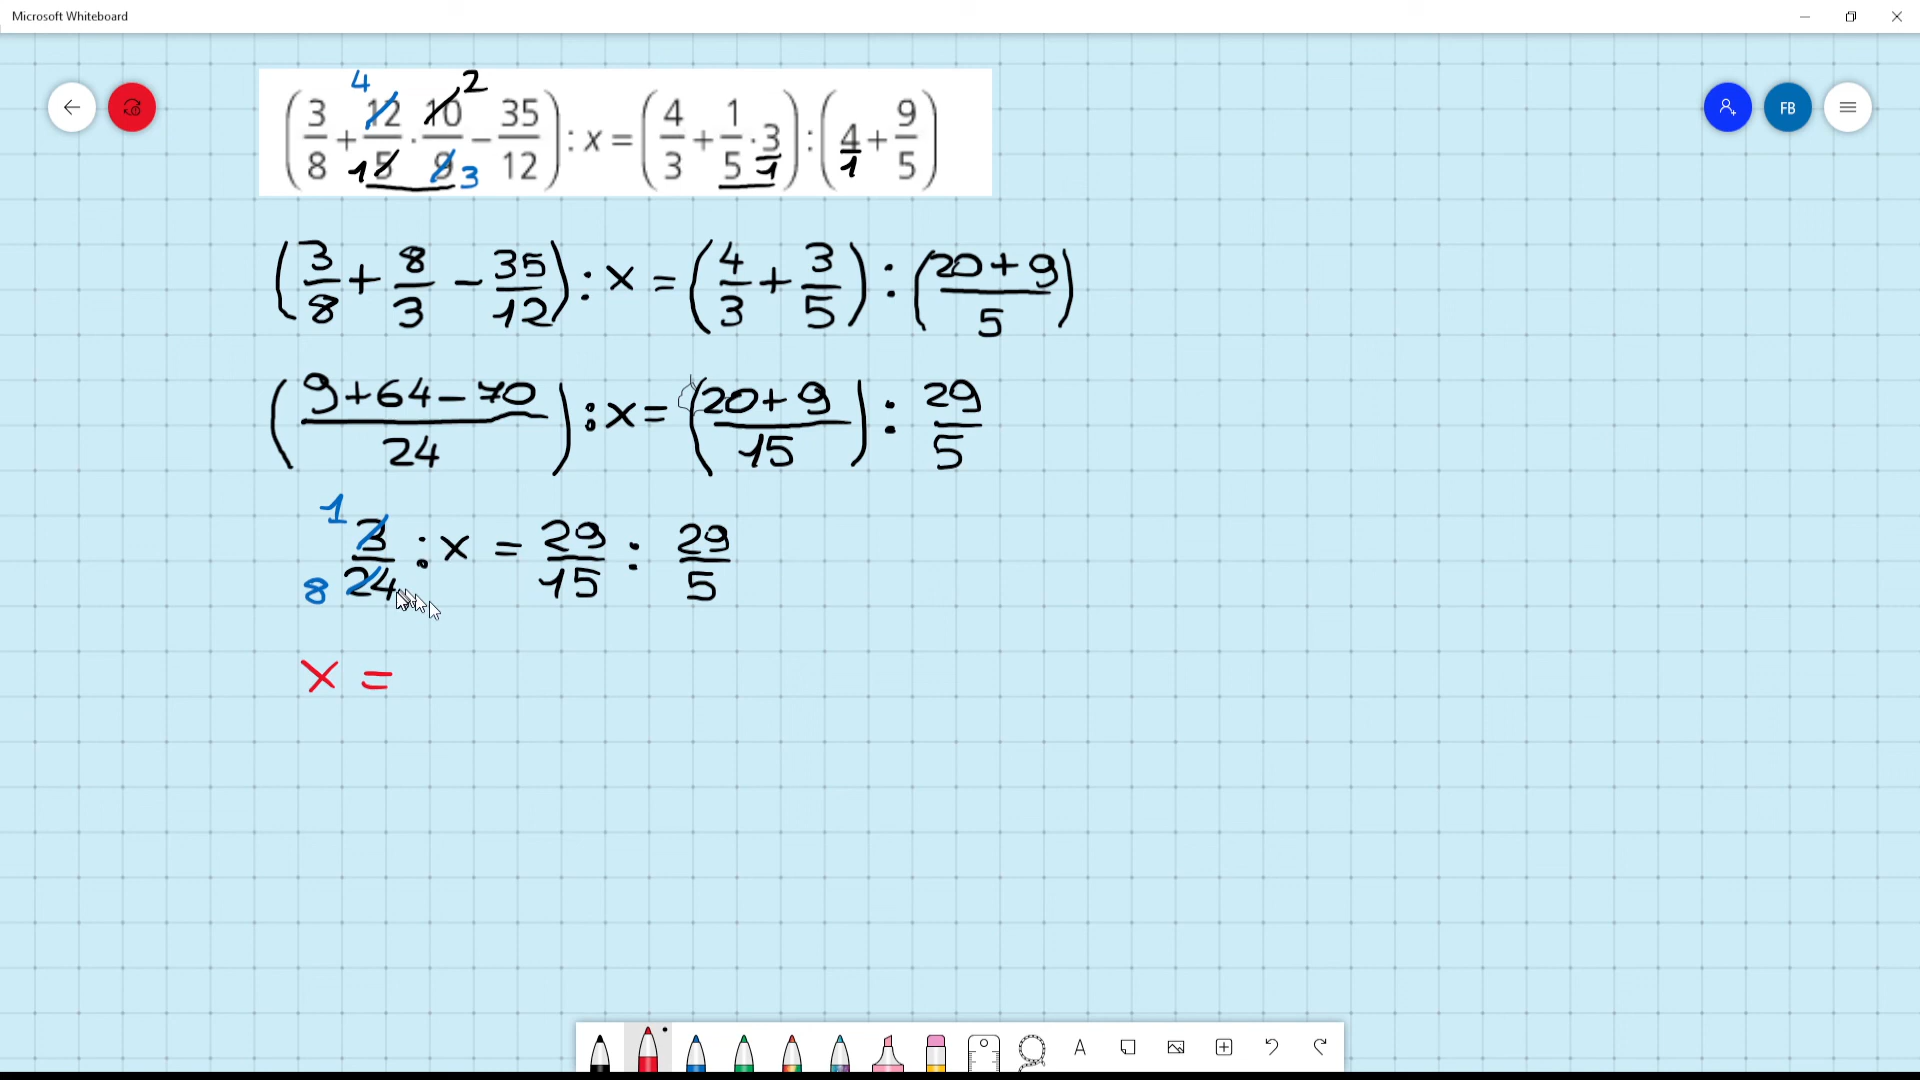 Microsoft Whiteboard
4 2
(3/8 + 12/5 · 10/9 − 35/12) : x = (4/3 + 1/5 · 3) : (4 + 9/5)
1 3 1 1
FB
(3/8 + 8/3 − 35/12) : x = (4/3 + 3/5) : (20+9/5)
(9+64−70/24) : x = (20+9/15) : 29/5
1
3/24 : x = 29/15 : 29/5
8
x =
A